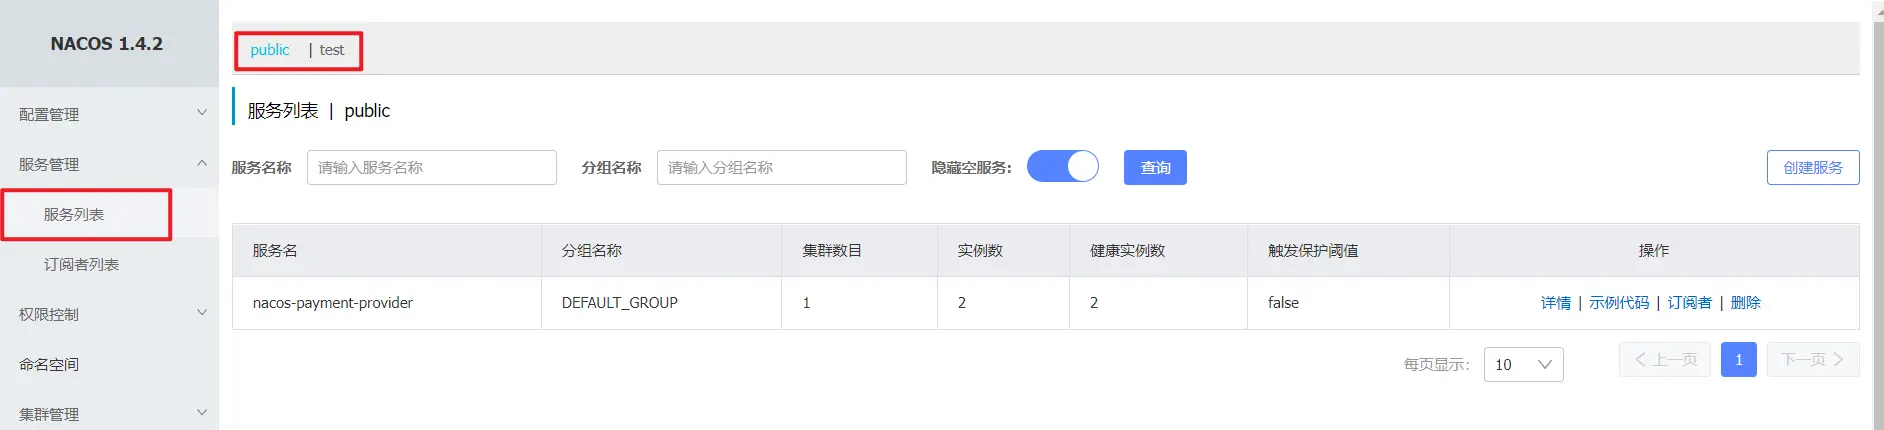 NACOS 1.4.2
配置管理
服务管理
服务列表
订阅者列表
权限控制
命名空间
集群管理
public | test
服务列表 | public
服务名称 请输入服务名称 分组名称 请输入分组名称 隐藏空服务: 查询 创建服务
服务名 分组名称 集群数目 实例数 健康实例数 触发保护阈值 操作
nacos-payment-provider DEFAULT_GROUP 1 2 2 false 详情 | 示例代码 | 订阅者 | 删除
每页显示: 10 上一页 1 下一页